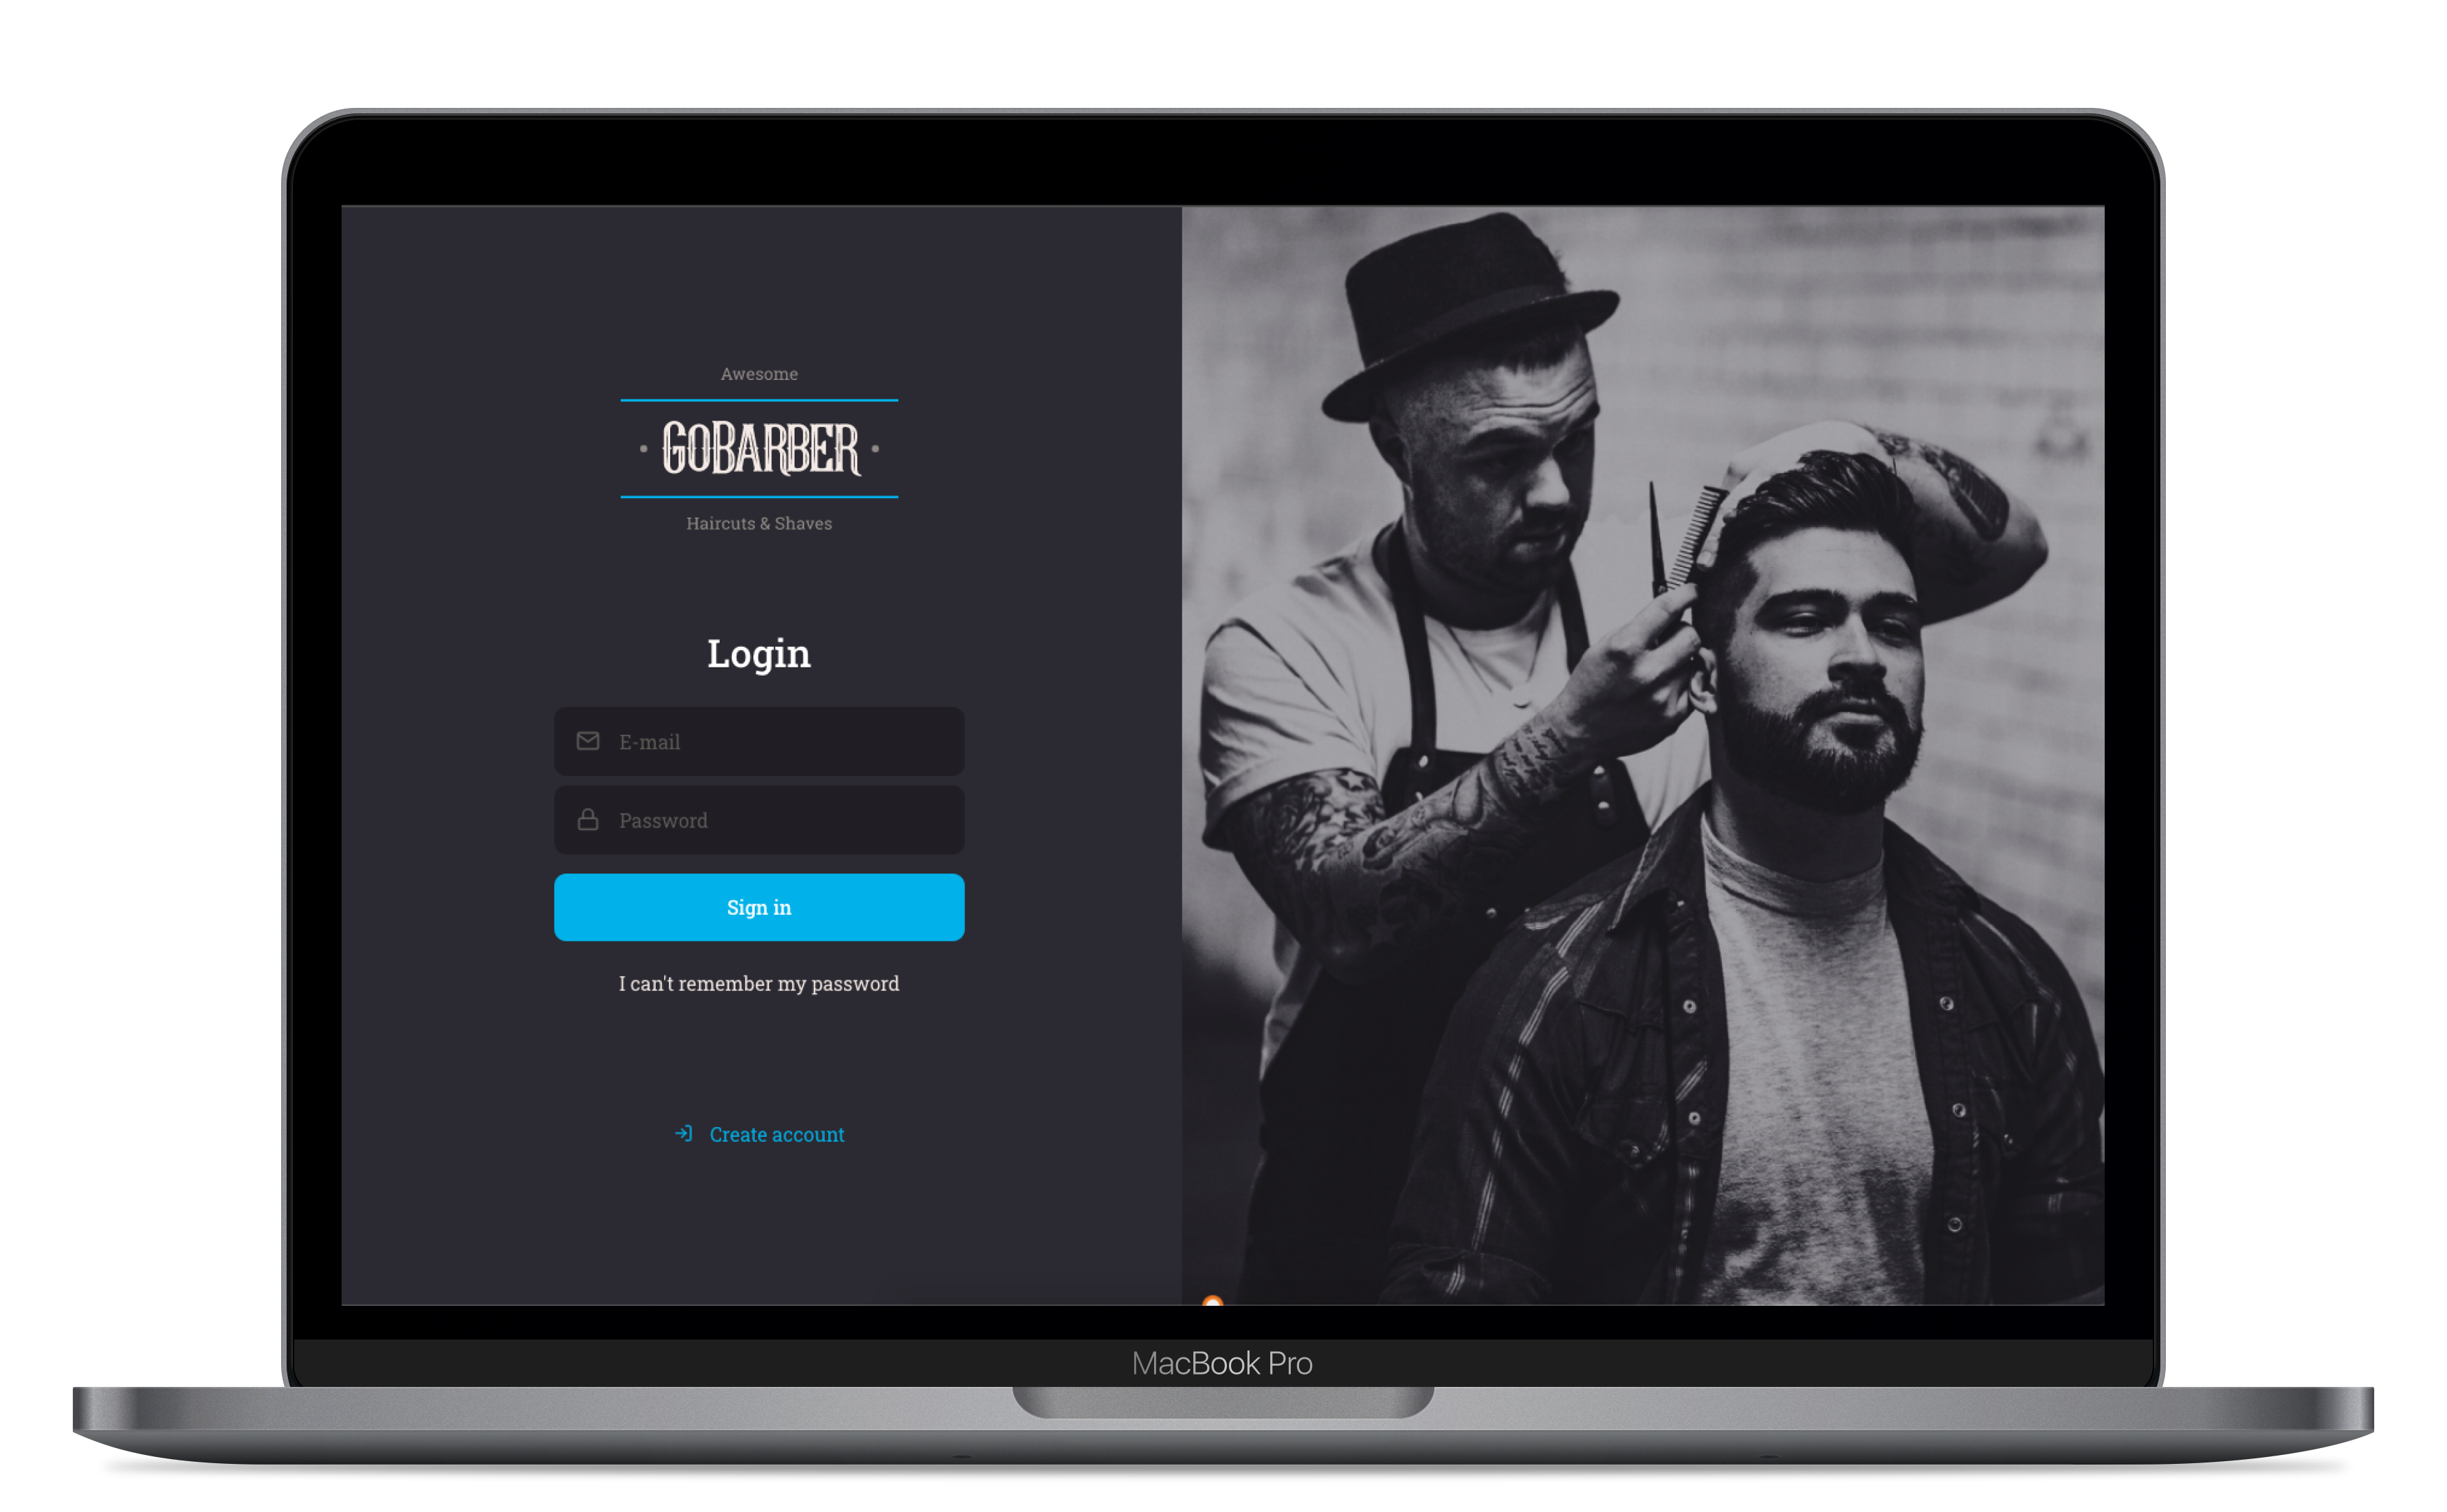 Awesome
• GOBARBER •
Haircuts & Shaves
Login
E-mail
Password
Sign in
I can't remember my password
Create account
MacBook Pro